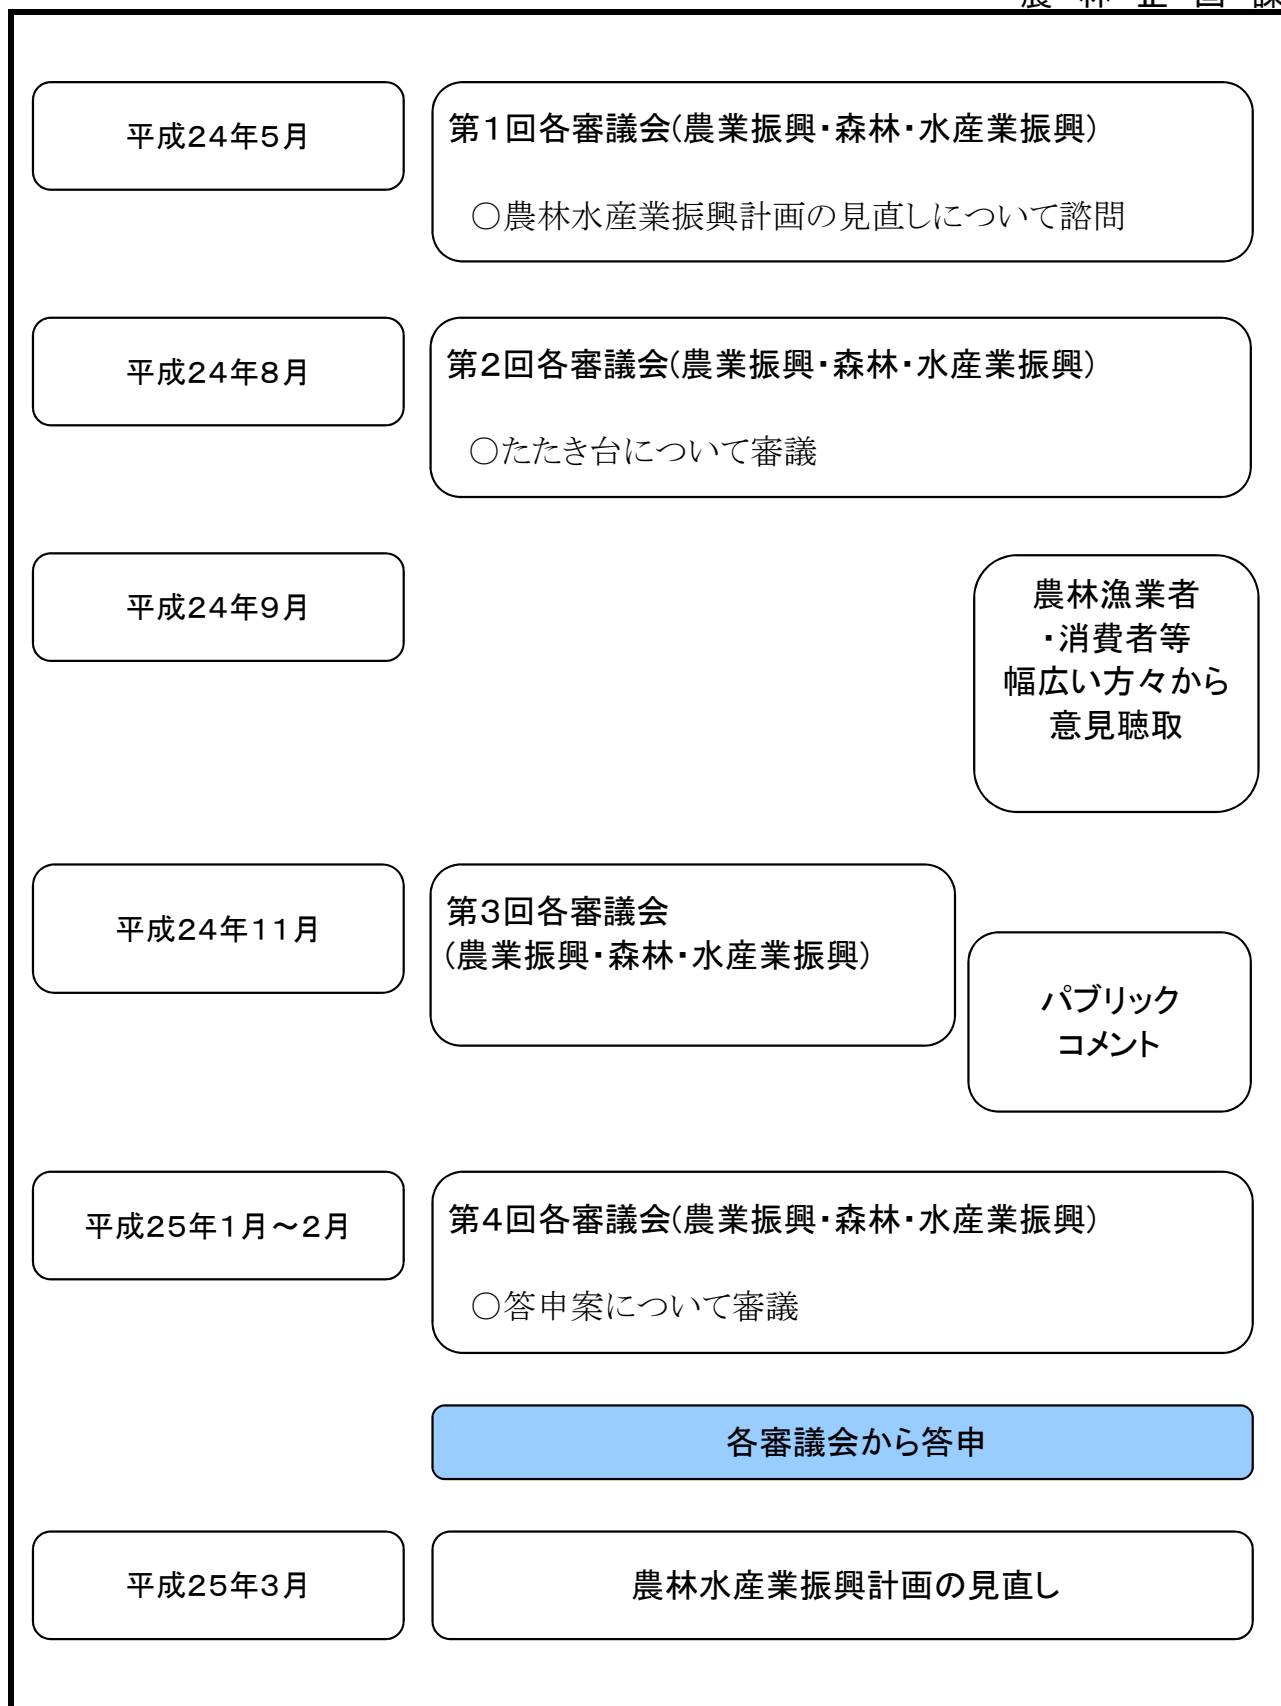 農 林 企 画 課
平成24年5月
第1回各審議会(農業振興・森林・水産業振興)
○農林水産業振興計画の見直しについて諮問
平成24年8月
第2回各審議会(農業振興・森林・水産業振興)
○たたき台について審議
平成24年9月
農林漁業者
・消費者等
幅広い方々から
意見聴取
平成24年11月
第3回各審議会
(農業振興・森林・水産業振興)
パブリック
コメント
平成25年1月～2月
第4回各審議会(農業振興・森林・水産業振興)
○答申案について審議
各審議会から答申
平成25年3月
農林水産業振興計画の見直し